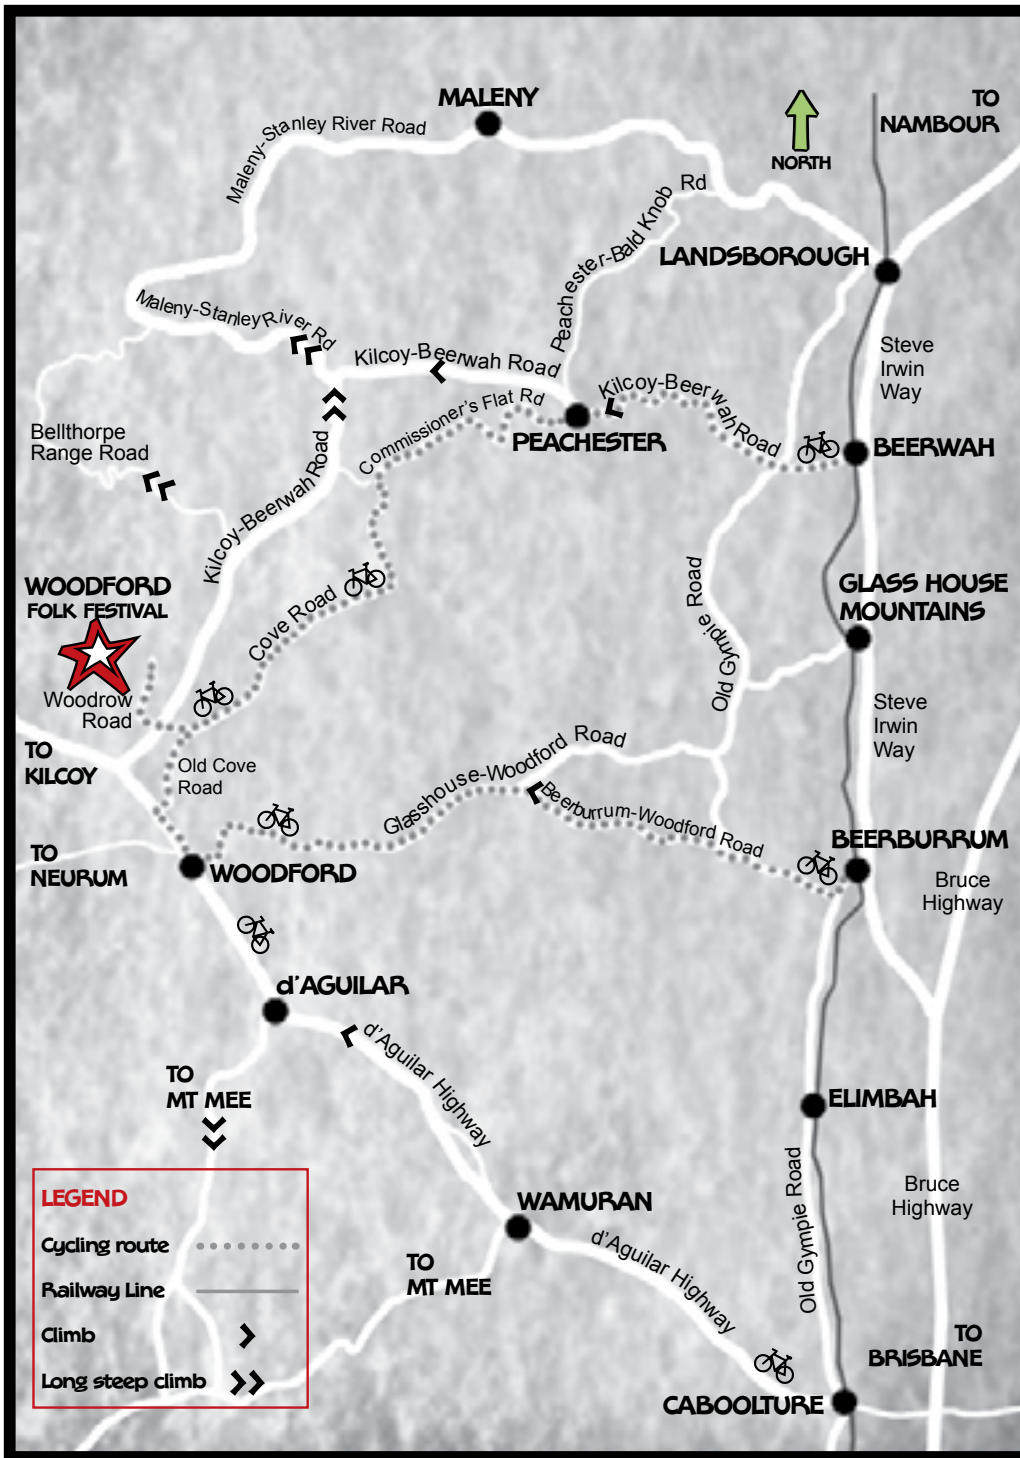 MALENY
TO
NAMBOUR
NORTH
Maleny-Stanley River Road
Peachester-Bald Knob Rd
LANDSBOROUGH
Maleny-Stanley River Rd
Kilcoy-Beerwah Road
Steve
Irwin
Way
Kilcoy-Beerwah Road
Commissioner's Flat Rd
PEACHESTER
BEERWAH
Bellthorpe
Range Road
Kilcoy-Beerwah Road
WOODFORD
FOLK FESTIVAL
GLASS HOUSE
MOUNTAINS
Old Gympie Road
Old Gympie Road
Cove Road
Woodrow
Road
Steve
Irwin
Way
TO
KILCOY
Old Cove
Road
Glasshouse-Woodford Road
Beerburrum-Woodford Road
BEERBURRUM
TO
NEURUM
WOODFORD
Bruce
Highway
d'AGUILAR
d'Aguilar Highway
TO
MT MEE
ELIMBAH
Old Gympie Road
Bruce
Highway
WAMURAN
d'Aguilar Highway
TO
MT MEE
LEGEND
Cycling route
Railway Line
Climb
Long steep climb
TO
BRISBANE
CABOOLTURE